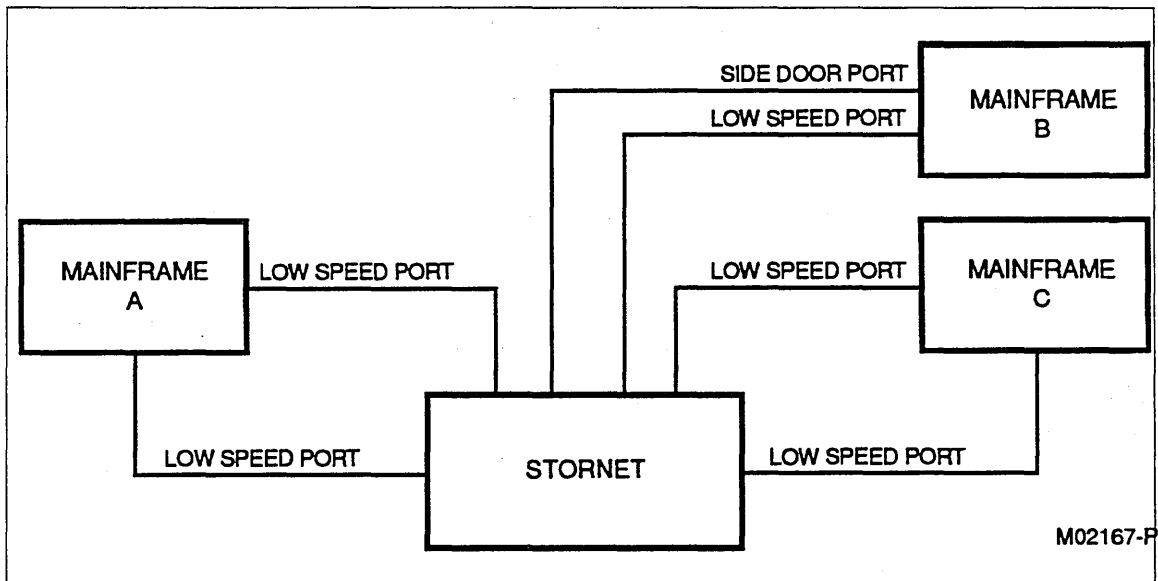 SIDE DOOR PORT
MAINFRAME
B
LOW SPEED PORT
MAINFRAME
A
LOW SPEED PORT
LOW SPEED PORT
MAINFRAME
C
LOW SPEED PORT
STORNET
LOW SPEED PORT
M02167-P